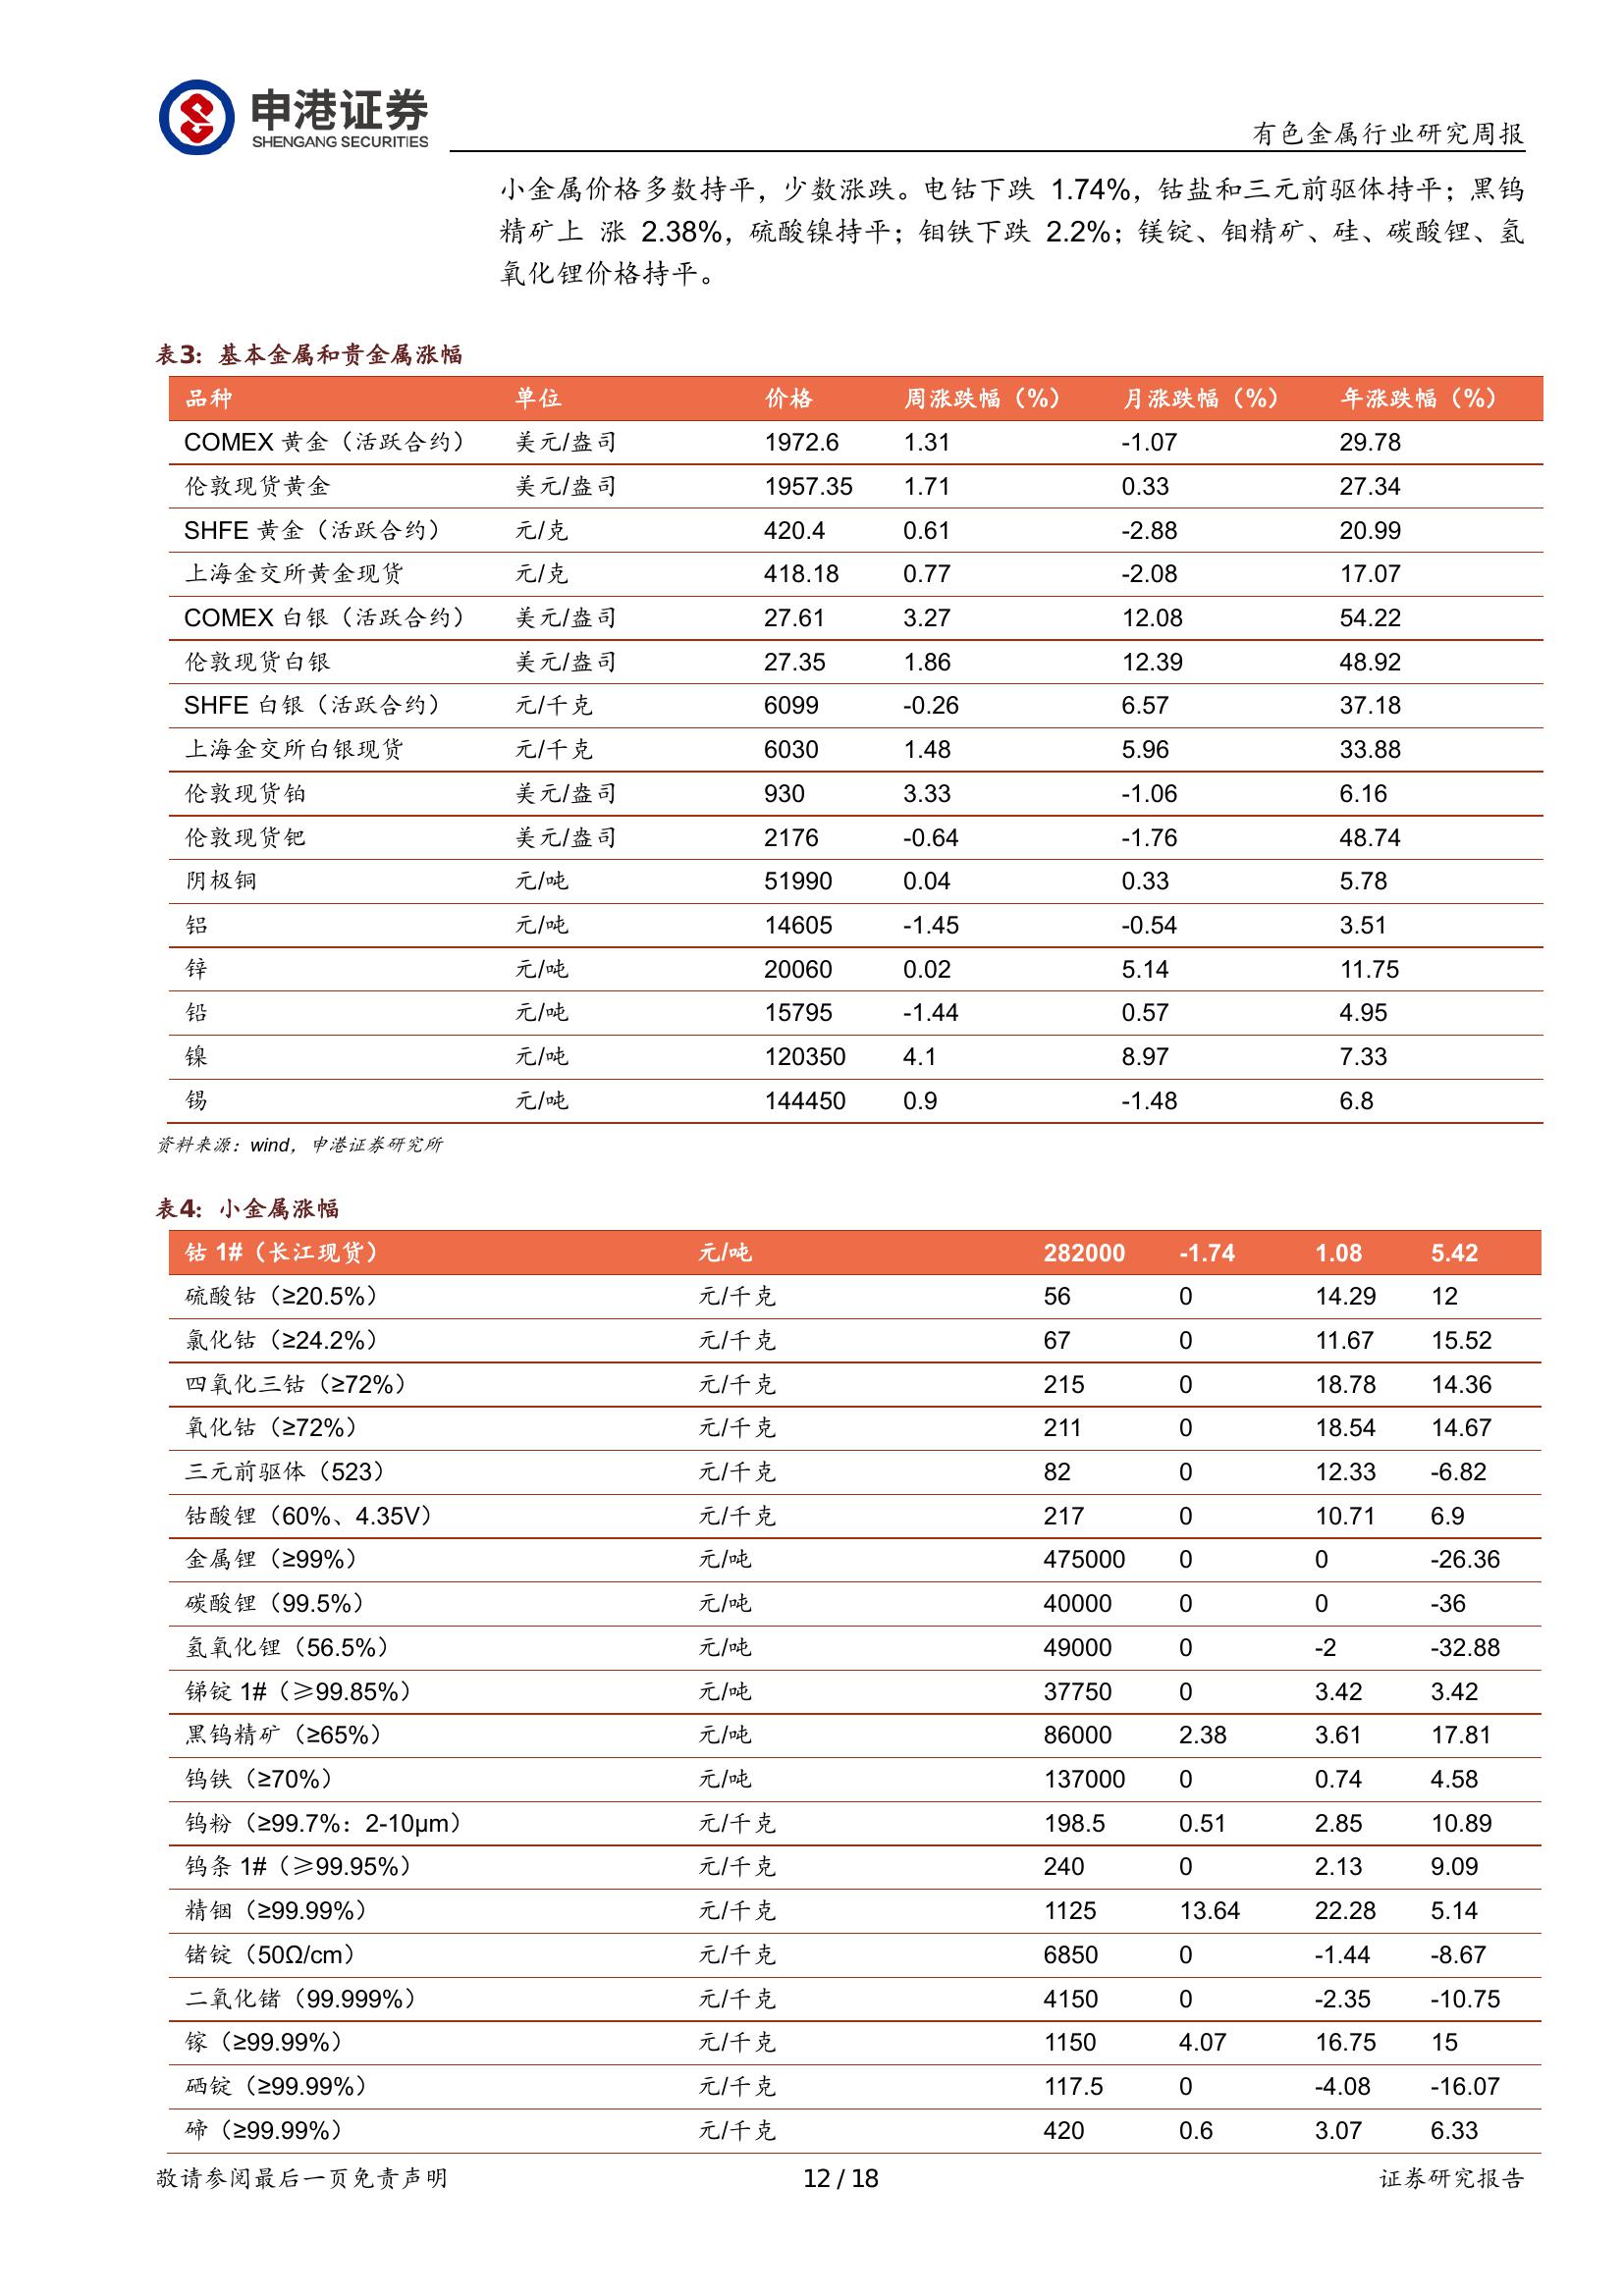 申港证券
SHENGANG SECURITIES
有色金属行业研究周报
小金属价格多数持平，少数涨跌。电钴下跌 1.74%，钴盐和三元前驱体持平；黑钨
精矿上 涨 2.38%，硫酸镍持平；钼铁下跌 2.2%；镁锭、钼精矿、硅、碳酸锂、氢
氧化锂价格持平。
表3：基本金属和贵金属涨幅
品种 单位 价格 周涨跌幅（%） 月涨跌幅（%） 年涨跌幅（%）
COMEX 黄金（活跃合约） 美元/盎司 1972.6 1.31 -1.07 29.78
伦敦现货黄金 美元/盎司 1957.35 1.71 0.33 27.34
SHFE 黄金（活跃合约） 元/克 420.4 0.61 -2.88 20.99
上海金交所黄金现货 元/克 418.18 0.77 -2.08 17.07
COMEX 白银（活跃合约） 美元/盎司 27.61 3.27 12.08 54.22
伦敦现货白银 美元/盎司 27.35 1.86 12.39 48.92
SHFE 白银（活跃合约） 元/千克 6099 -0.26 6.57 37.18
上海金交所白银现货 元/千克 6030 1.48 5.96 33.88
伦敦现货铂 美元/盎司 930 3.33 -1.06 6.16
伦敦现货钯 美元/盎司 2176 -0.64 -1.76 48.74
阴极铜 元/吨 51990 0.04 0.33 5.78
铝 元/吨 14605 -1.45 -0.54 3.51
锌 元/吨 20060 0.02 5.14 11.75
铅 元/吨 15795 -1.44 0.57 4.95
镍 元/吨 120350 4.1 8.97 7.33
锡 元/吨 144450 0.9 -1.48 6.8
资料来源：wind，申港证券研究所
表4：小金属涨幅
钴 1#（长江现货） 元/吨 282000 -1.74 1.08 5.42
硫酸钴（≥20.5%） 元/千克 56 0 14.29 12
氯化钴（≥24.2%） 元/千克 67 0 11.67 15.52
四氧化三钴（≥72%） 元/千克 215 0 18.78 14.36
氧化钴（≥72%） 元/千克 211 0 18.54 14.67
三元前驱体（523） 元/千克 82 0 12.33 -6.82
钴酸锂（60%、4.35V） 元/千克 217 0 10.71 6.9
金属锂（≥99%） 元/吨 475000 0 0 -26.36
碳酸锂（99.5%） 元/吨 40000 0 0 -36
氢氧化锂（56.5%） 元/吨 49000 0 -2 -32.88
锑锭 1#（≥99.85%） 元/吨 37750 0 3.42 3.42
黑钨精矿（≥65%） 元/吨 86000 2.38 3.61 17.81
钨铁（≥70%） 元/吨 137000 0 0.74 4.58
钨粉（≥99.7%：2-10μm） 元/千克 198.5 0.51 2.85 10.89
钨条 1#（≥99.95%） 元/千克 240 0 2.13 9.09
精铟（≥99.99%） 元/千克 1125 13.64 22.28 5.14
锗锭（50Ω/cm） 元/千克 6850 0 -1.44 -8.67
二氧化锗（99.999%） 元/千克 4150 0 -2.35 -10.75
镓（≥99.99%） 元/千克 1150 4.07 16.75 15
硒锭（≥99.99%） 元/千克 117.5 0 -4.08 -16.07
碲（≥99.99%） 元/千克 420 0.6 3.07 6.33
敬请参阅最后一页免责声明 12 / 18 证券研究报告